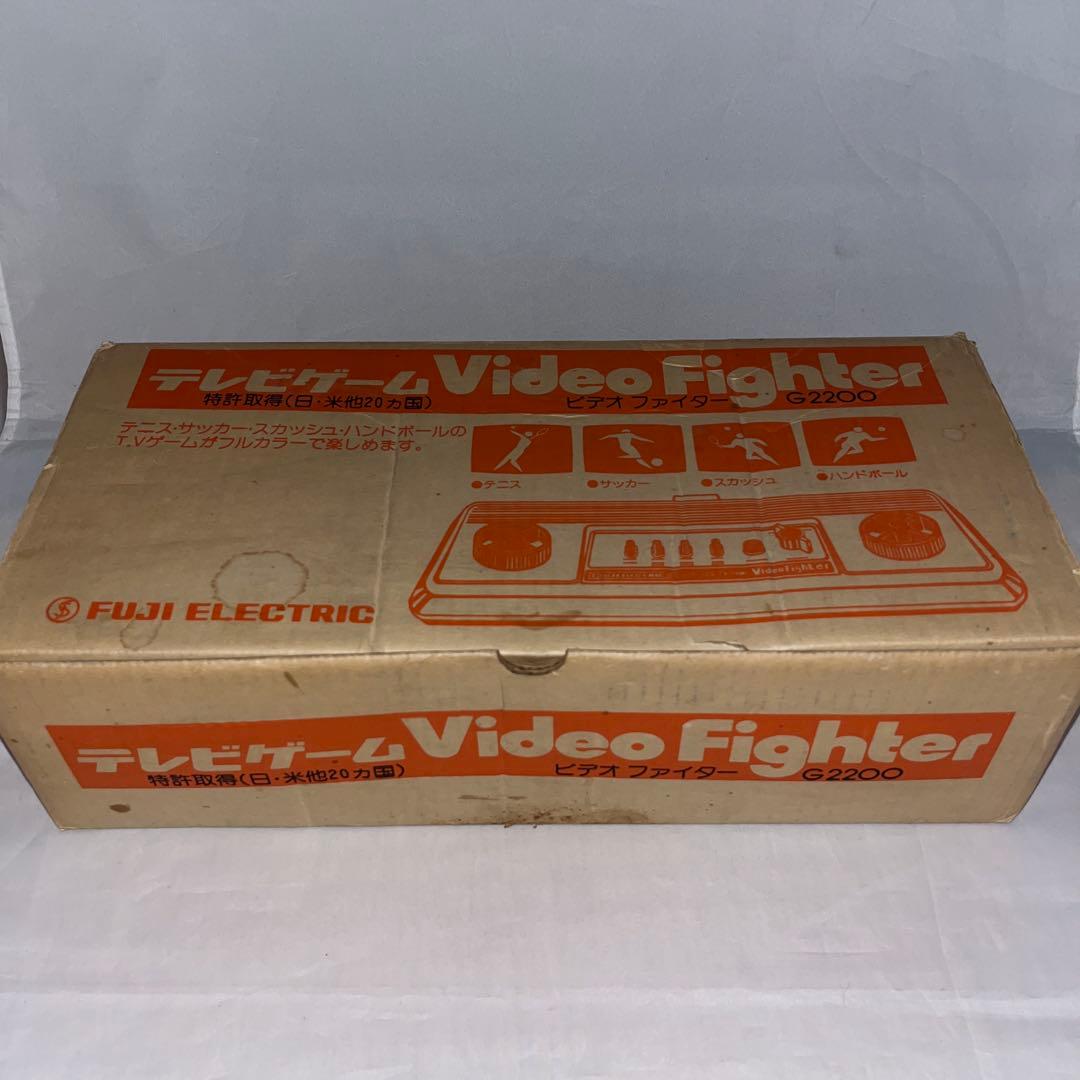 テレビゲーム Video Fighter
特許取得(日・米他20ヵ国) ビデオ ファイター G2200
テニス・サッカー・スカッシュ・ハンドボールの
T.Vゲームがフルカラーで楽しめます。
●テニス ●サッカー ●スカッシュ ●ハンドボール
VideoFighter
FUJI ELECTRIC
テレビゲーム Video Fighter
特許取得(日・米他20ヵ国) ビデオ ファイター G2200